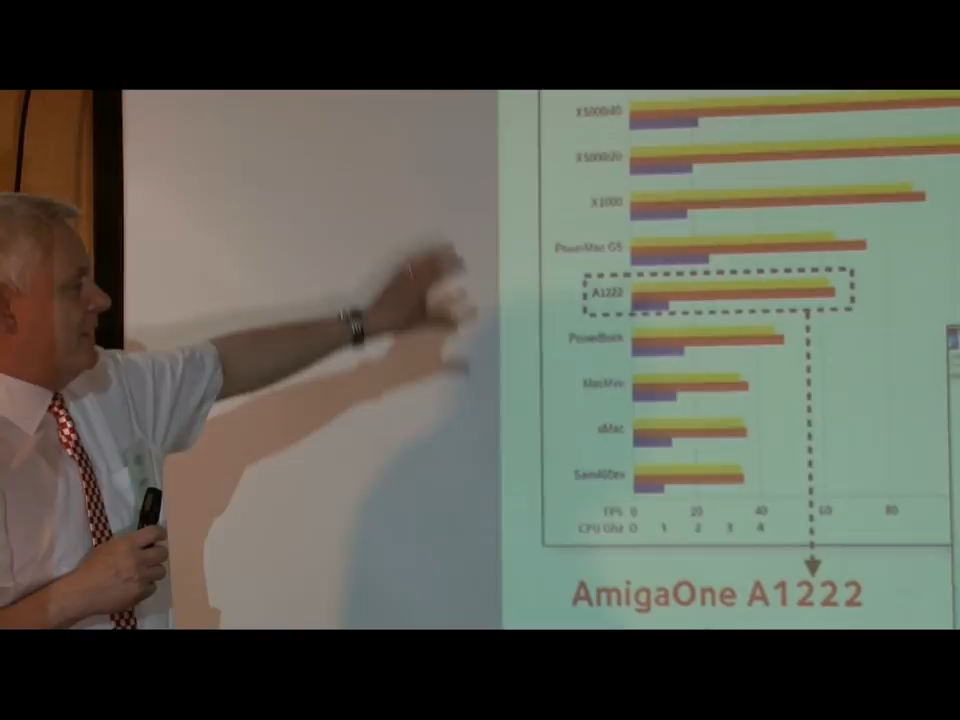 X5000/40
X5000/20
X1000
PowerMac G5
A1222
PowerBook
MacMini
eMac
Sam460ex
FPS 0 20 40 60 80
CPU Ghz 0 1 2 3 4
AmigaOne A1222